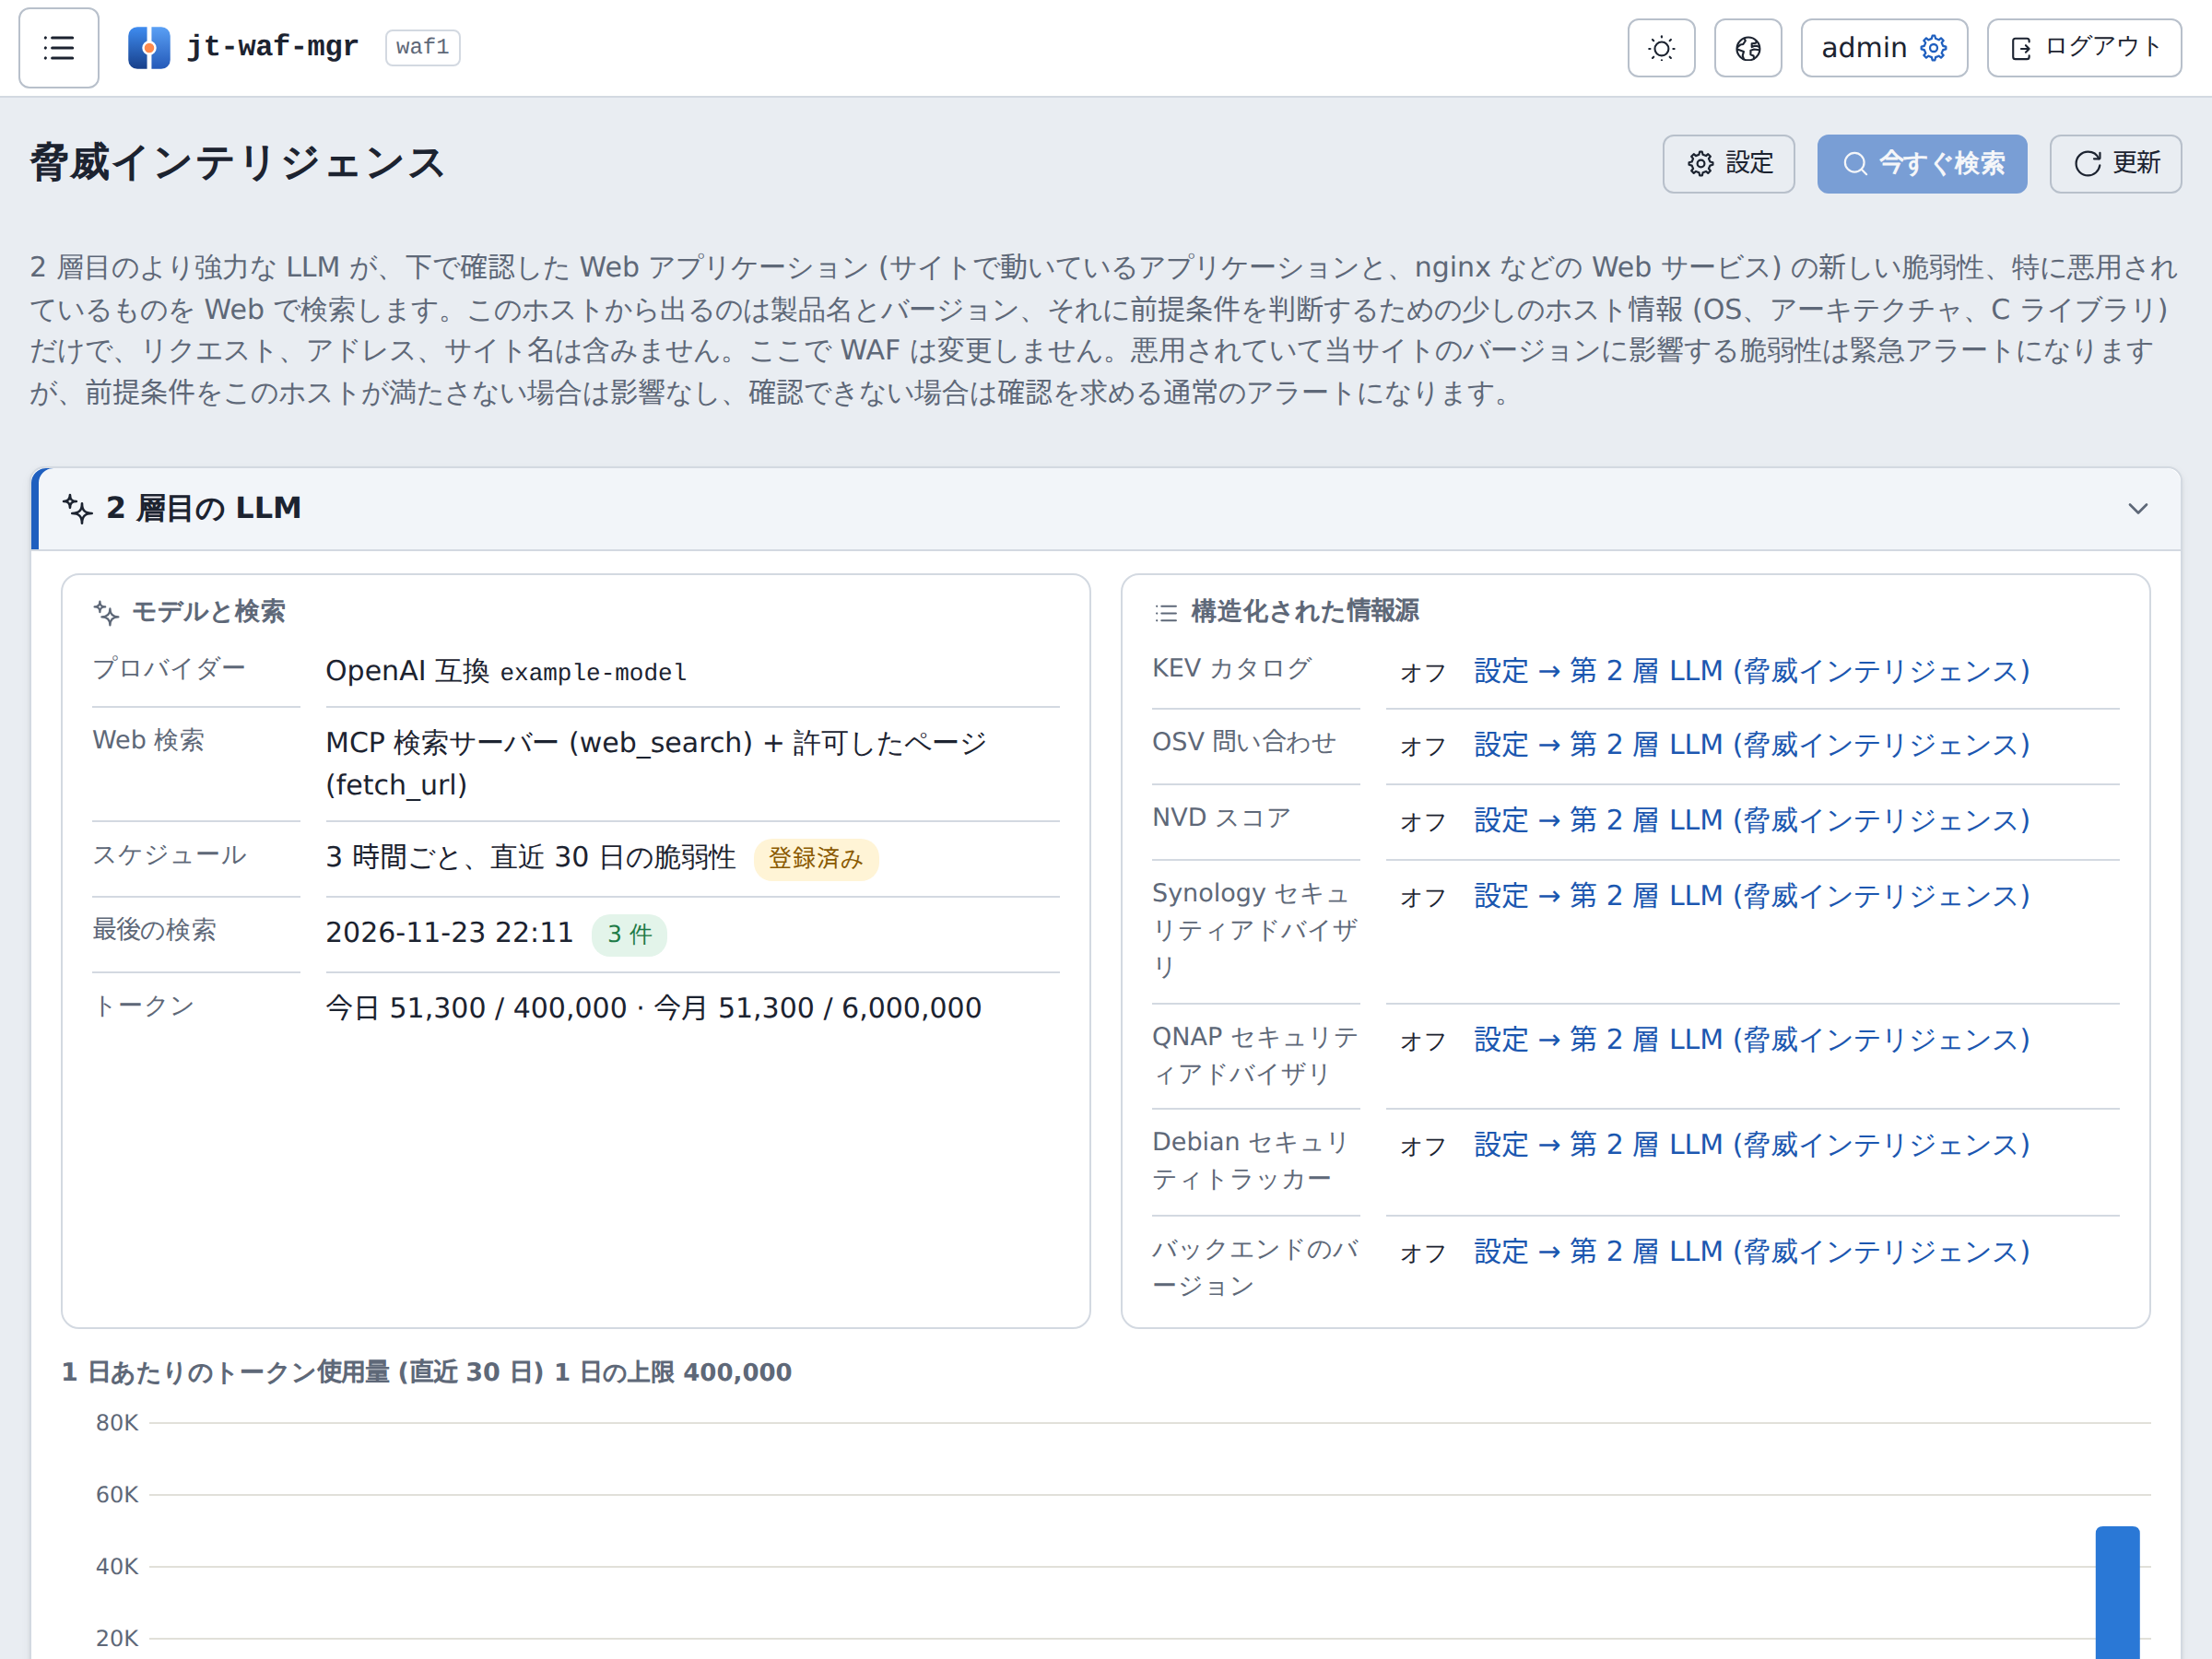 jt-waf-mgr waf1 admin ログアウト
脅威インテリジェンス 設定 今すぐ検索 更新
2 層目のより強力な LLM が、下で確認した Web アプリケーション (サイトで動いているアプリケーションと、nginx などの Web サービス) の新しい脆弱性、特に悪用され
ているものを Web で検索します。このホストから出るのは製品名とバージョン、それに前提条件を判断するための少しのホスト情報 (OS、アーキテクチャ、C ライブラリ)
だけで、リクエスト、アドレス、サイト名は含みません。ここで WAF は変更しません。悪用されていて当サイトのバージョンに影響する脆弱性は緊急アラートになります
が、前提条件をこのホストが満たさない場合は影響なし、確認できない場合は確認を求める通常のアラートになります。
2 層目の LLM
モデルと検索
プロバイダー OpenAI 互換 example-model
Web 検索 MCP 検索サーバー (web_search) + 許可したページ
(fetch_url)
スケジュール 3 時間ごと、直近 30 日の脆弱性 登録済み
最後の検索 2026-11-23 22:11 3 件
トークン 今日 51,300 / 400,000 · 今月 51,300 / 6,000,000
構造化された情報源
KEV カタログ オフ 設定 → 第 2 層 LLM (脅威インテリジェンス)
OSV 問い合わせ オフ 設定 → 第 2 層 LLM (脅威インテリジェンス)
NVD スコア オフ 設定 → 第 2 層 LLM (脅威インテリジェンス)
Synology セキュ オフ 設定 → 第 2 層 LLM (脅威インテリジェンス)
リティアドバイザ
リ
QNAP セキュリテ オフ 設定 → 第 2 層 LLM (脅威インテリジェンス)
ィアドバイザリ
Debian セキュリ オフ 設定 → 第 2 層 LLM (脅威インテリジェンス)
ティトラッカー
バックエンドのバ オフ 設定 → 第 2 層 LLM (脅威インテリジェンス)
ージョン
1 日あたりのトークン使用量 (直近 30 日) 1 日の上限 400,000
80K
60K
40K
20K